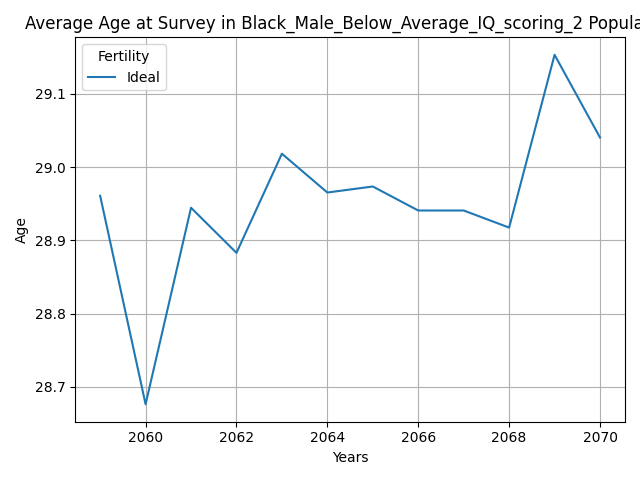 Average Age at Survey in Black_Male_Below_Average_IQ_scoring_2 Popula
Fertility
Ideal
29.1
29.0
28.9
28.8
28.7
Age
2060 2062 2064 2066 2068 2070
Years